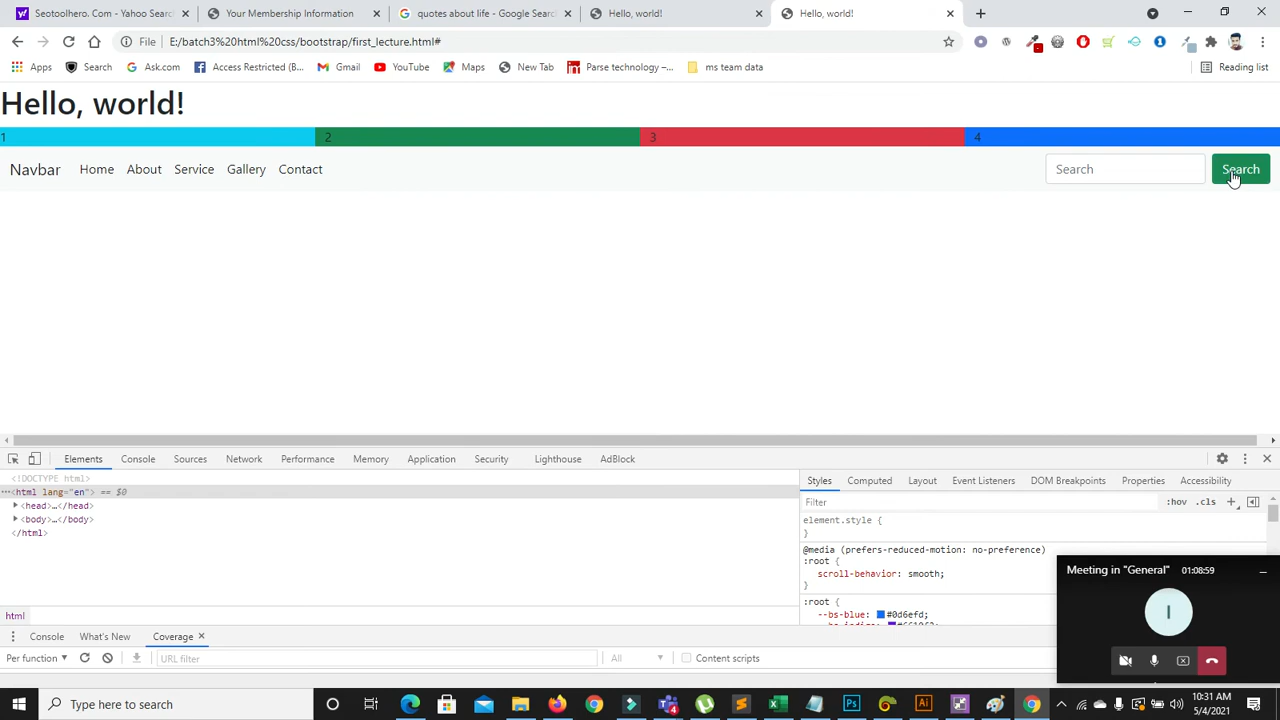 Seotoolhero.Com - Yahoo Searc
Your Membership Information
quotes about life - Google Searc
Hello, world!
Hello, world!
File
E:/batch3%20html%20css/bootstrap/first_lecture.html#
Apps
Search
Ask.com
Access Restricted (B...
Gmail
YouTube
Maps
New Tab
Parse technology –...
ms team data
Reading list
Hello, world!
1
2
3
4
Navbar
Home
About
Service
Gallery
Contact
Search
Search
Elements
Console
Sources
Network
Performance
Memory
Application
Security
Lighthouse
AdBlock
<!DOCTYPE html>
<html lang="en"> == $0
<head>…</head>
<body>…</body>
</html>
html
Styles
Computed
Layout
Event Listeners
DOM Breakpoints
Properties
Accessibility
Filter
:hov
.cls
element.style {
}
@media (prefers-reduced-motion: no-preference)
:root {
scroll-behavior: smooth;
}
:root {
--bs-blue: #0d6efd;
Meeting in "General"
01:08:59
I
Console
What's New
Coverage
Per function
URL filter
All
Content scripts
Type here to search
10:31 AM
5/4/2021